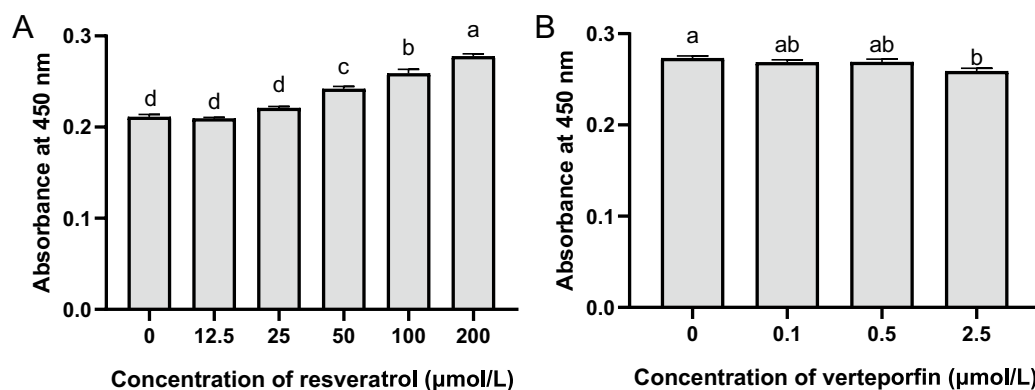 A
Absorbance at 450 nm
0.3
0.2
0.1
0.0
d
d
d
c
b
a
0
12.5
25
50
100
200
Concentration of resveratrol (μmol/L)
B
Absorbance at 450 nm
0.3
0.2
0.1
0.0
a
ab
ab
b
0
0.1
0.5
2.5
Concentration of verteporfin (μmol/L)